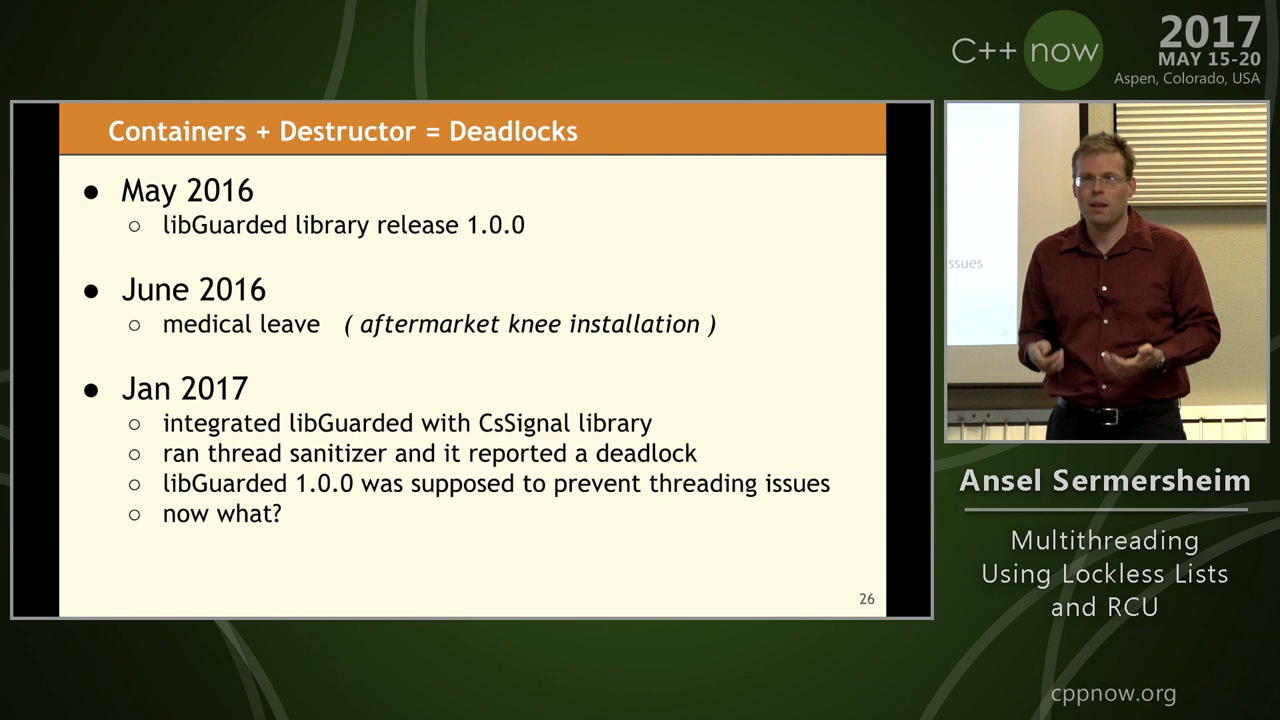 C++ now
2017
MAY 15-20
Aspen, Colorado, USA
Containers + Destructor = Deadlocks
● May 2016
○ libGuarded library release 1.0.0
● June 2016
○ medical leave ( aftermarket knee installation )
● Jan 2017
○ integrated libGuarded with CsSignal library
○ ran thread sanitizer and it reported a deadlock
○ libGuarded 1.0.0 was supposed to prevent threading issues
○ now what?
26
ssues
Ansel Sermersheim
Multithreading
Using Lockless Lists
and RCU
cppnow.org